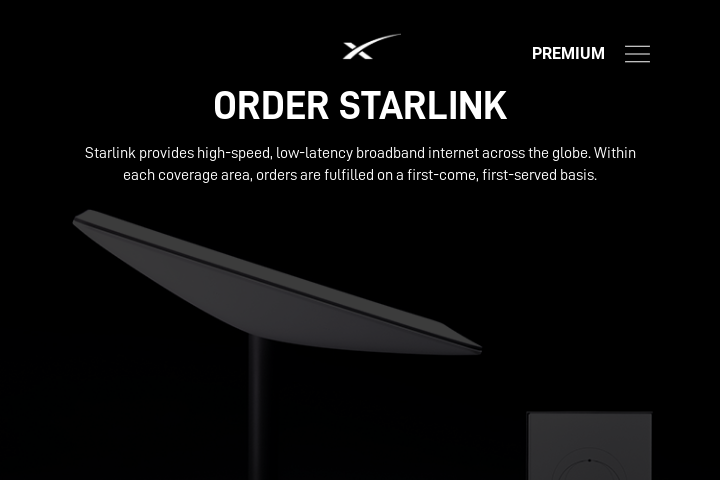 PREMIUM
ORDER STARLINK
Starlink provides high-speed, low-latency broadband internet across the globe. Within
each coverage area, orders are fulfilled on a first-come, first-served basis.